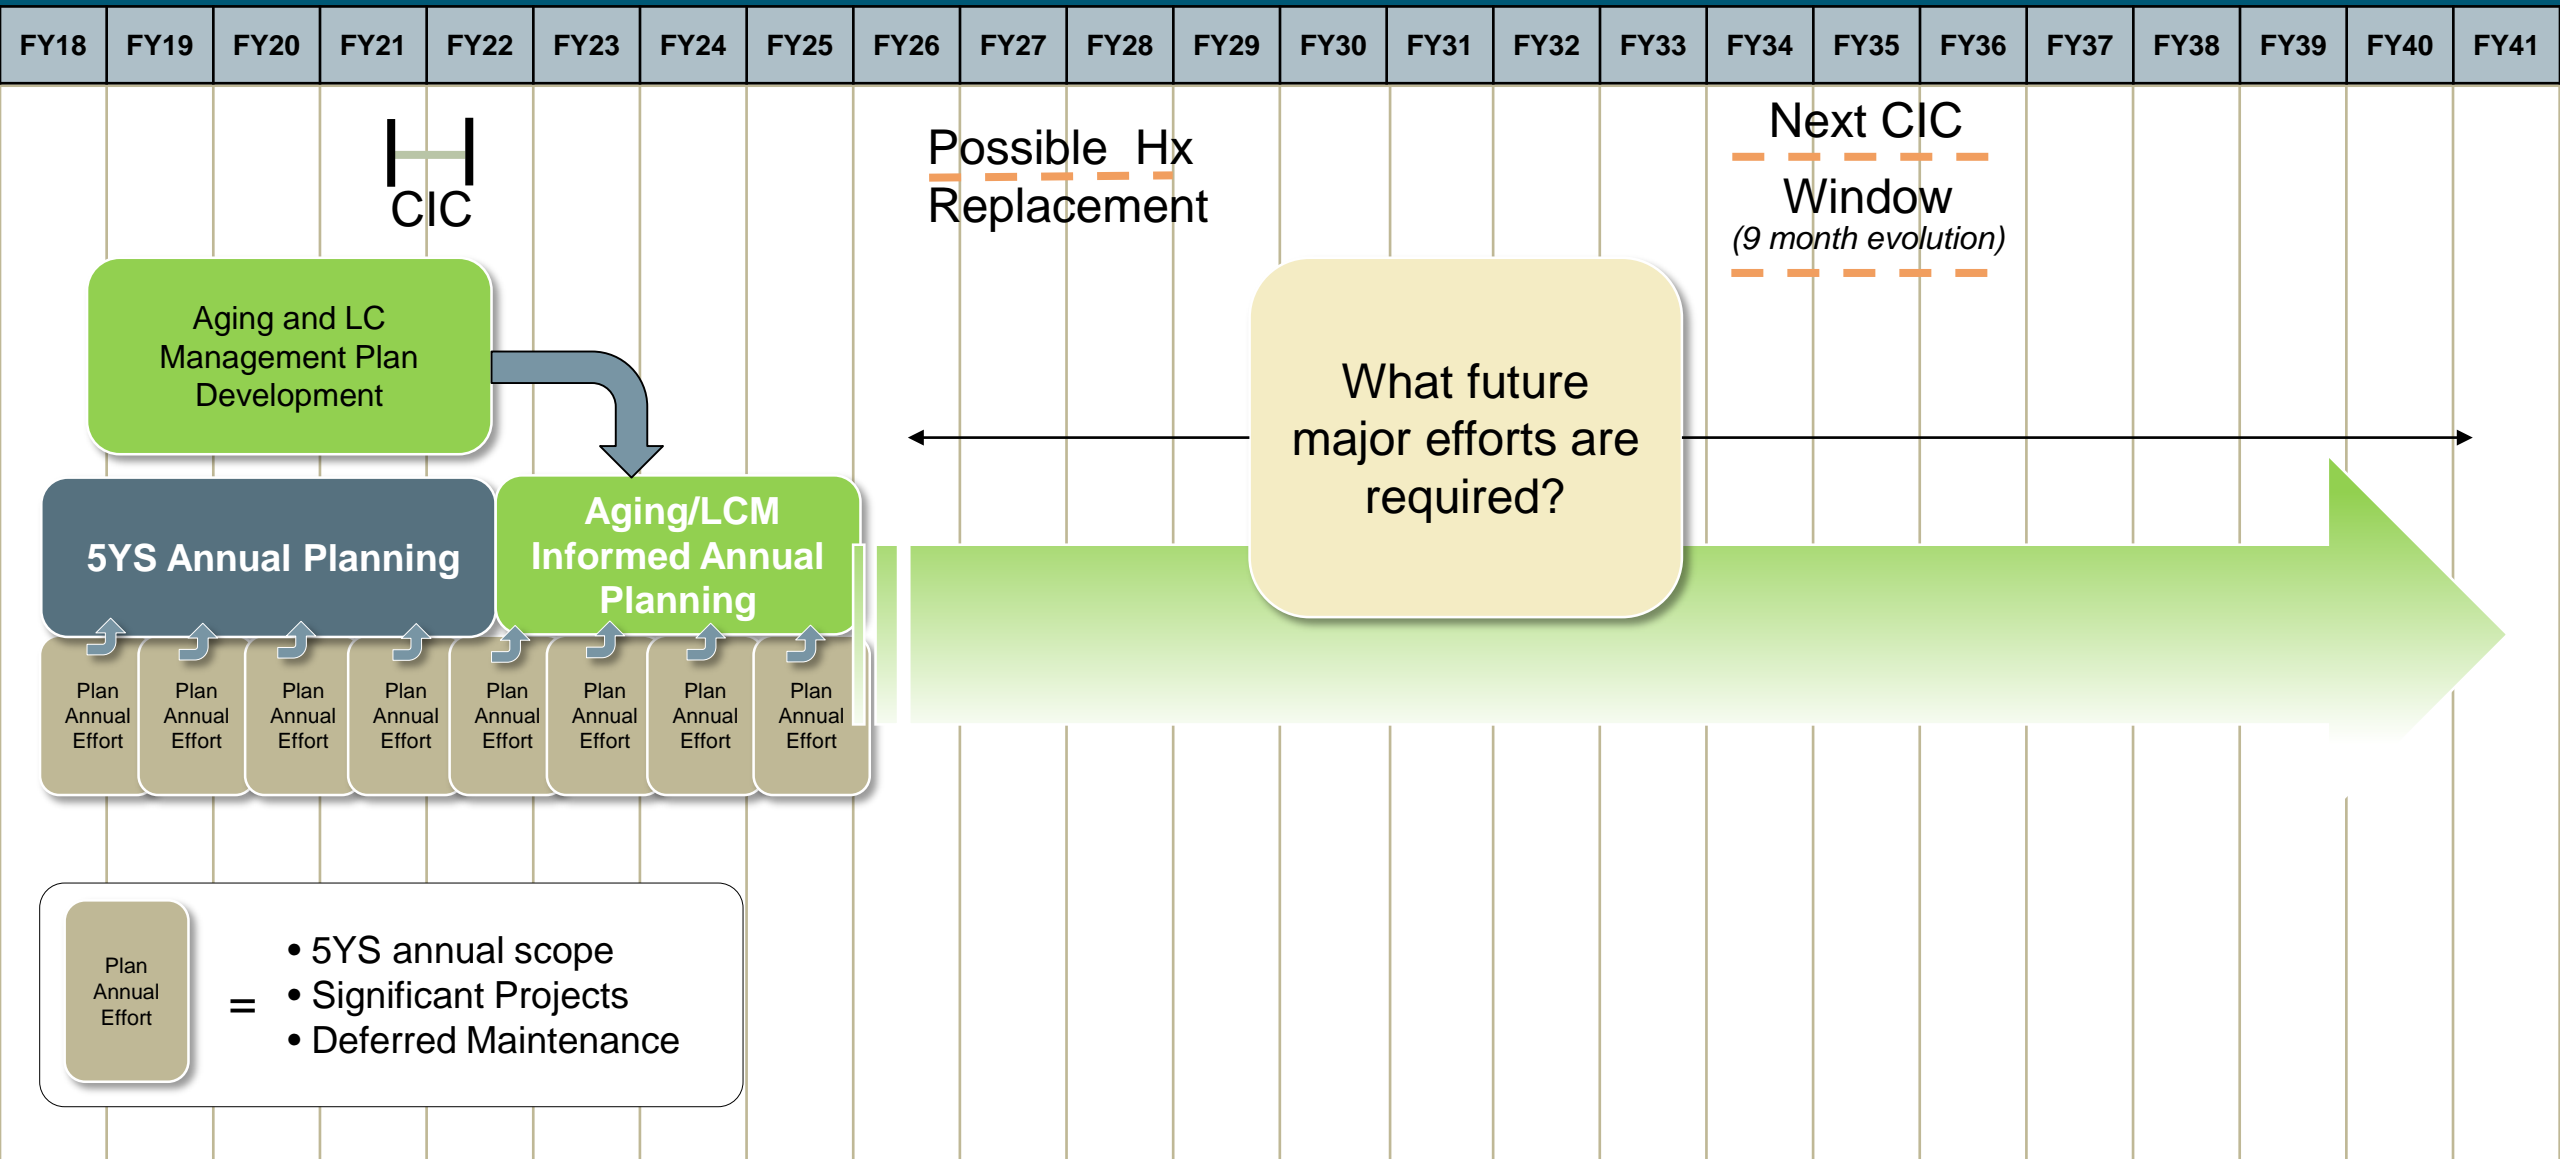 FY18 FY19 FY20 FY21 FY22 FY23 FY24 FY25 FY26 FY27 FY28 FY29 FY30 FY31 FY32 FY33 FY34 FY35 FY36 FY37 FY38 FY39 FY40 FY41
CIC
Possible Hx
Replacement
Next CIC
Window
(9 month evolution)
Aging and LC
Management Plan
Development
What future
major efforts are
required?
5YS Annual Planning
Aging/LCM
Informed Annual
Planning
Plan
Annual
Effort
Plan
Annual
Effort
Plan
Annual
Effort
Plan
Annual
Effort
Plan
Annual
Effort
Plan
Annual
Effort
Plan
Annual
Effort
Plan
Annual
Effort
Plan
Annual
Effort
=
• 5YS annual scope
• Significant Projects
• Deferred Maintenance